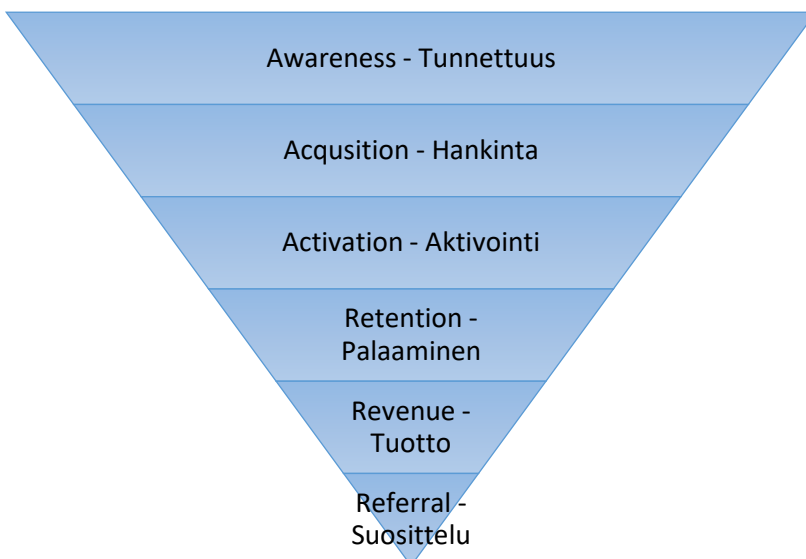 Awareness - Tunnettuus
Acqusition - Hankinta
Activation - Aktivointi
Retention -
Palaaminen
Revenue -
Tuotto
Referral -
Suosittelu